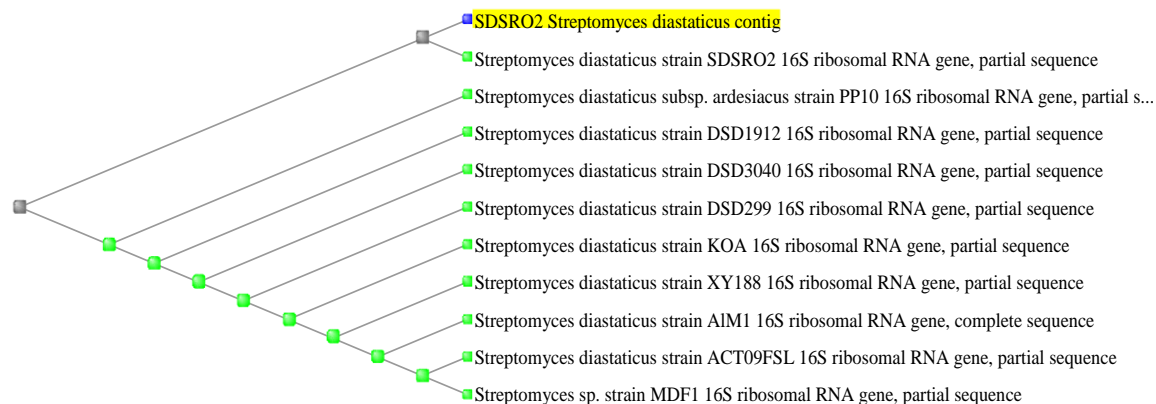 SDSRO2 Streptomyces diastaticus contig
Streptomyces diastaticus strain SDSRO2 16S ribosomal RNA gene, partial sequence
Streptomyces diastaticus subsp. ardesiacus strain PP10 16S ribosomal RNA gene, partial s...
Streptomyces diastaticus strain DSD1912 16S ribosomal RNA gene, partial sequence
Streptomyces diastaticus strain DSD3040 16S ribosomal RNA gene, partial sequence
Streptomyces diastaticus strain DSD299 16S ribosomal RNA gene, partial sequence
Streptomyces diastaticus strain KOA 16S ribosomal RNA gene, partial sequence
Streptomyces diastaticus strain XY188 16S ribosomal RNA gene, partial sequence
Streptomyces diastaticus strain AlM1 16S ribosomal RNA gene, complete sequence
Streptomyces diastaticus strain ACT09FSL 16S ribosomal RNA gene, partial sequence
Streptomyces sp. strain MDF1 16S ribosomal RNA gene, partial sequence